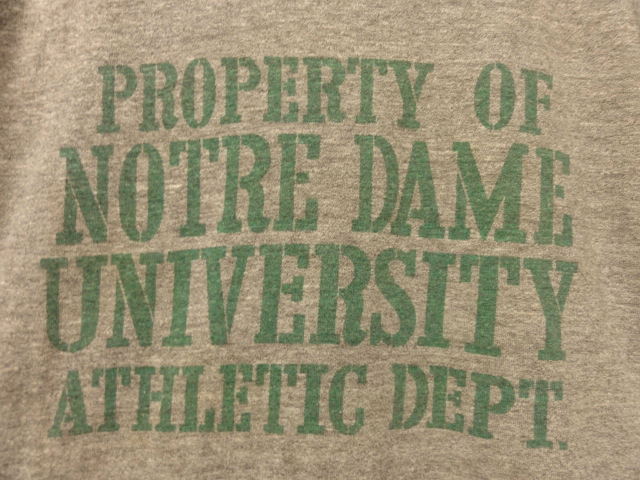 PROPERTY OF
NOTRE DAME
UNIVERSITY
ATHLETIC DEPT.